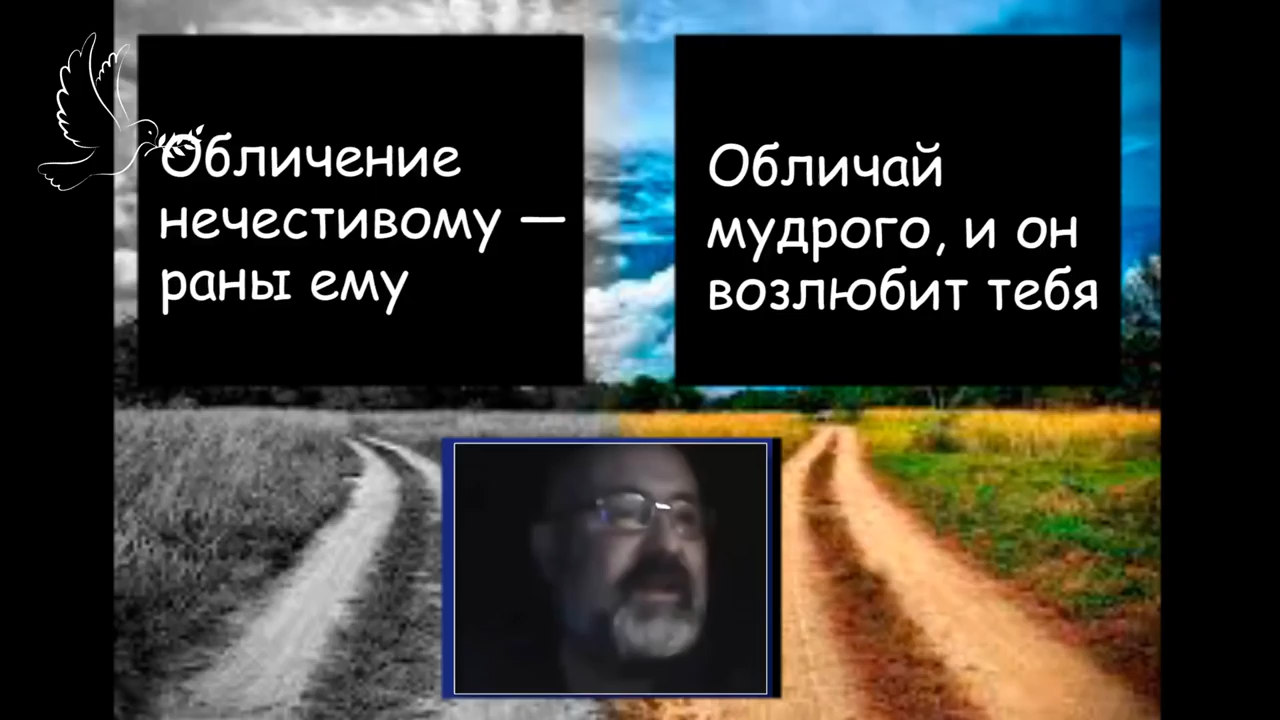 Обличение
нечестивому —
раны ему
Обличай
мудрого, и он
возлюбит тебя